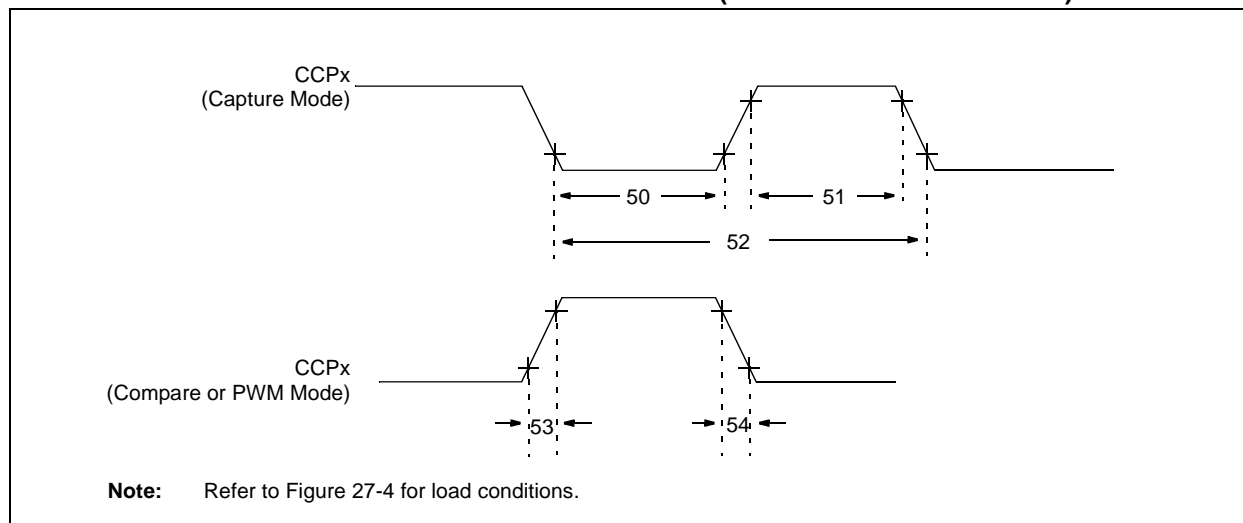 CCPx
(Capture Mode)
50
51
52
CCPx
(Compare or PWM Mode)
53
54
Note: Refer to Figure 27-4 for load conditions.